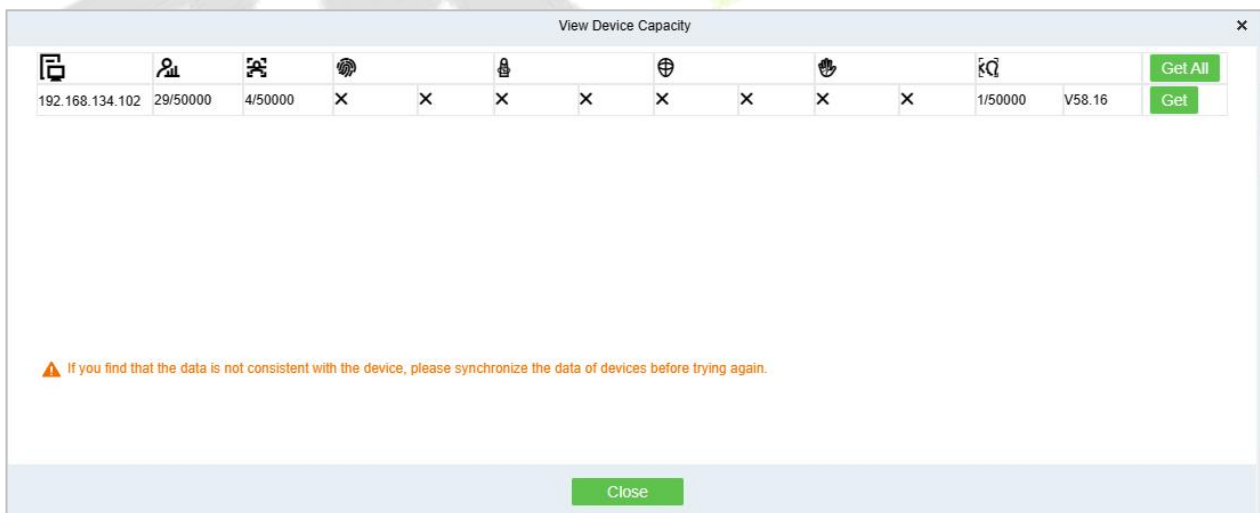 View Device Capacity
Get All
192.168.134.102 29/50000 4/50000 1/50000 V58.16 Get
If you find that the data is not consistent with the device, please synchronize the data of devices before trying again.
Close